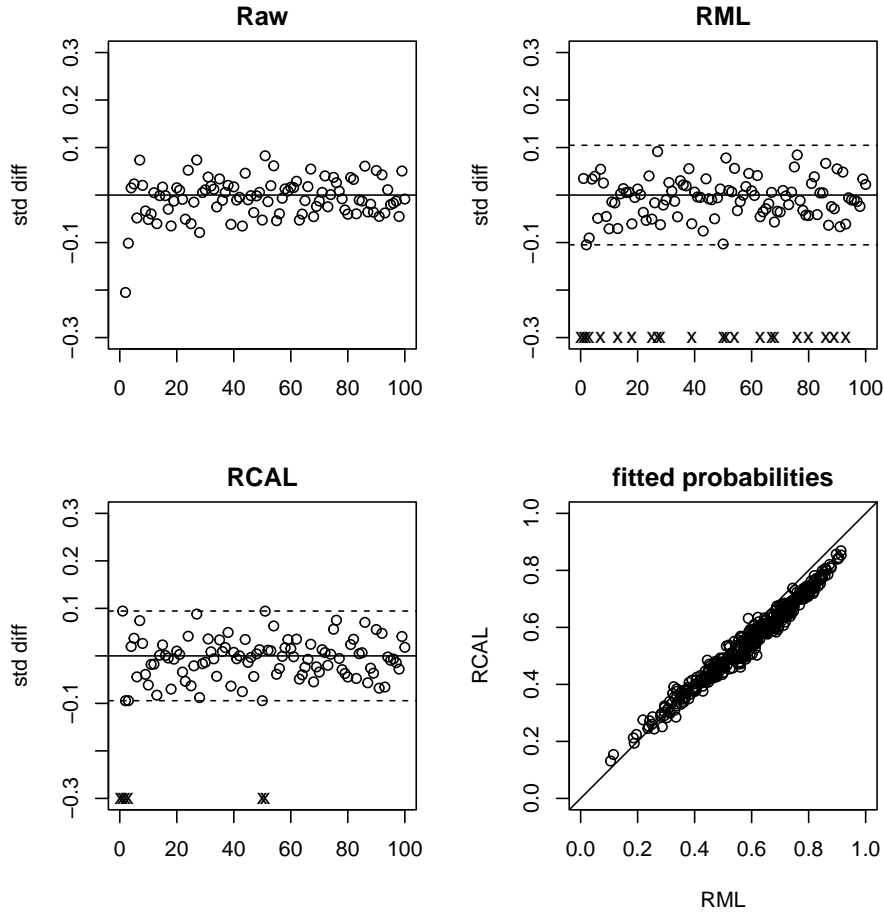 Raw
std diff
0.3
0.2
0.1
−0.1
−0.3
0 20 40 60 80 100
RML
std diff
0.3
0.2
0.1
−0.1
−0.3
x x x x x x x x x x x x x x x x x x x x x
0 20 40 60 80 100
RCAL
std diff
0.3
0.2
0.1
−0.1
−0.3
x x x x x x
0 20 40 60 80 100
fitted probabilities
RCAL
1.0
0.8
0.6
0.4
0.2
0.0
0.0 0.2 0.4 0.6 0.8 1.0
RML